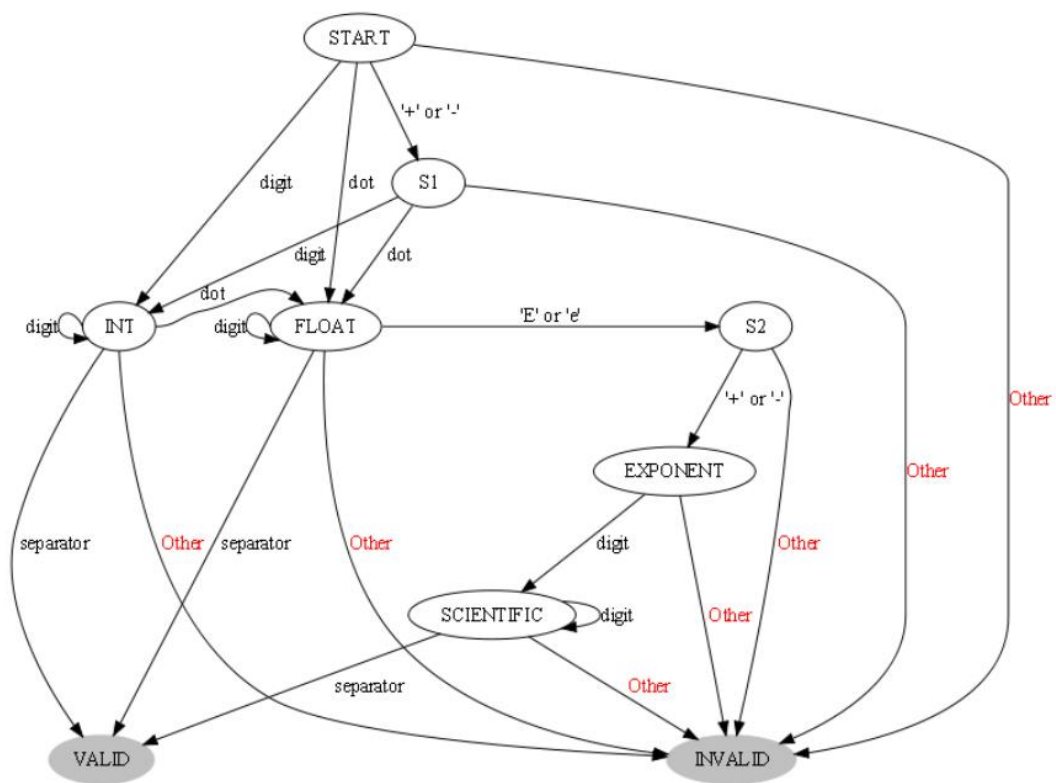 START
'+' or '-'
S1
digit
dot
digit
dot
dot
digit
INT
digit
FLOAT
'E' or 'e'
S2
Other
'+' or '-'
EXPONENT
Other
separator
Other
separator
Other
digit
Other
SCIENTIFIC
digit
Other
separator
Other
VALID
INVALID